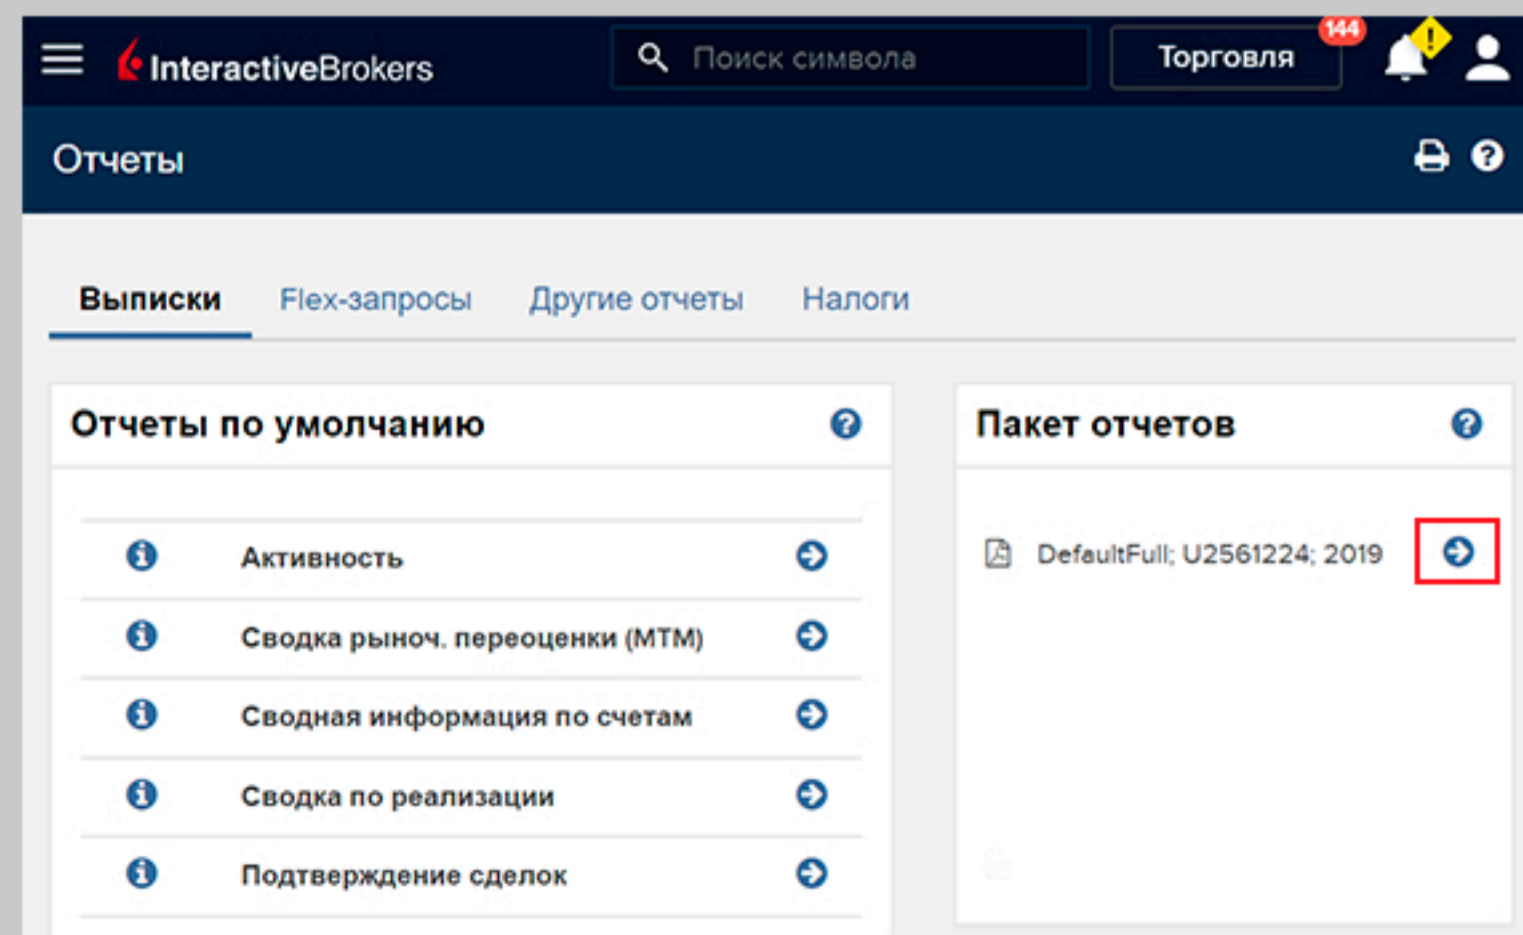 InteractiveBrokers
Поиск символа
Торговля
144
!
Отчеты
?
Выписки Flex-запросы Другие отчеты Налоги
Отчеты по умолчанию ?
Активность
Сводка рыноч. переоценки (MTM)
Сводная информация по счетам
Сводка по реализации
Подтверждение сделок
Пакет отчетов ?
DefaultFull; U2561224; 2019